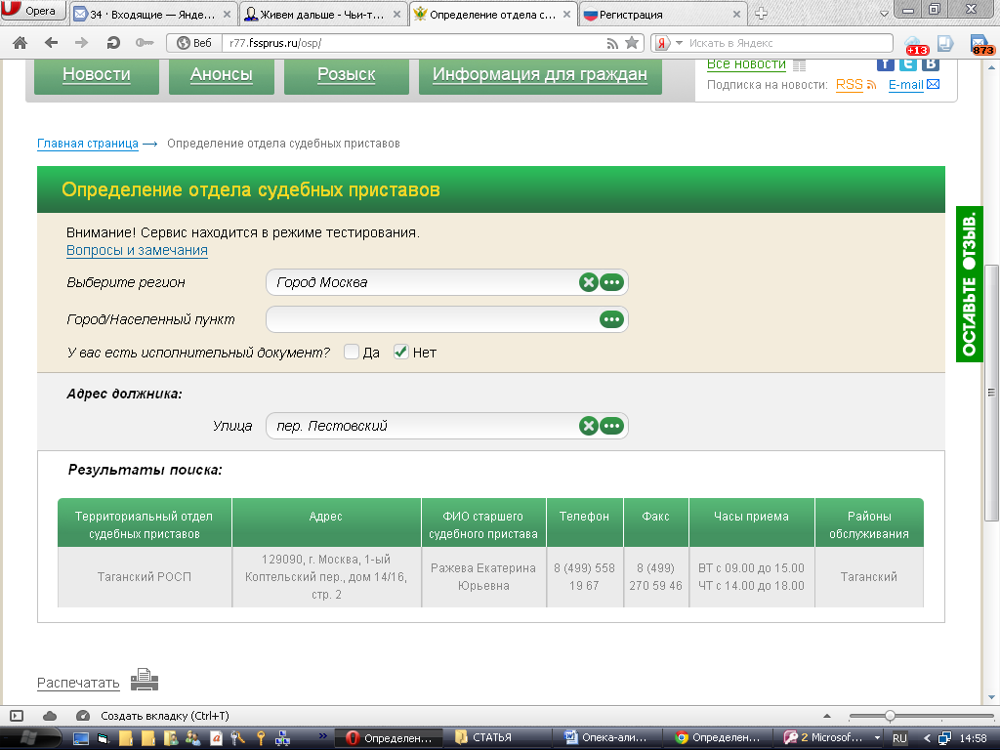 Opera
34 · Входящие — Янде...
Живем дальше - Чьи-т...
Определение отдела с...
Регистрация
Веб
r77.fssprus.ru/osp/
Я
Искать в Яндекс
+13
873
Новости
Анонсы
Розыск
Информация для граждан
Все новости
Подписка на новости: RSS E-mail
Главная страница → Определение отдела судебных приставов
Определение отдела судебных приставов
Внимание! Сервис находится в режиме тестирования.
Вопросы и замечания
Выберите регион Город Москва
Город/Населенный пункт
У вас есть исполнительный документ? Да Нет
Адрес должника:
Улица пер. Пестовский
ОСТАВЬТЕ ОТЗЫВ.
Результаты поиска:
Территориальный отдел
судебных приставов
Адрес
ФИО старшего
судебного пристава
Телефон
Факс
Часы приема
Районы
обслуживания
Таганский РОСП
129090, г. Москва, 1-ый
Коптельский пер., дом 14/16,
стр. 2
Ражева Екатерина
Юрьевна
8 (499) 558
19 67
8 (499)
270 59 46
ВТ с 09.00 до 15.00
ЧТ с 14.00 до 18.00
Таганский
Распечатать
Создать вкладку (Ctrl+T)
Определен...
СТАТЬЯ
Опека-али...
Определен...
2 Microsof...
RU
14:58